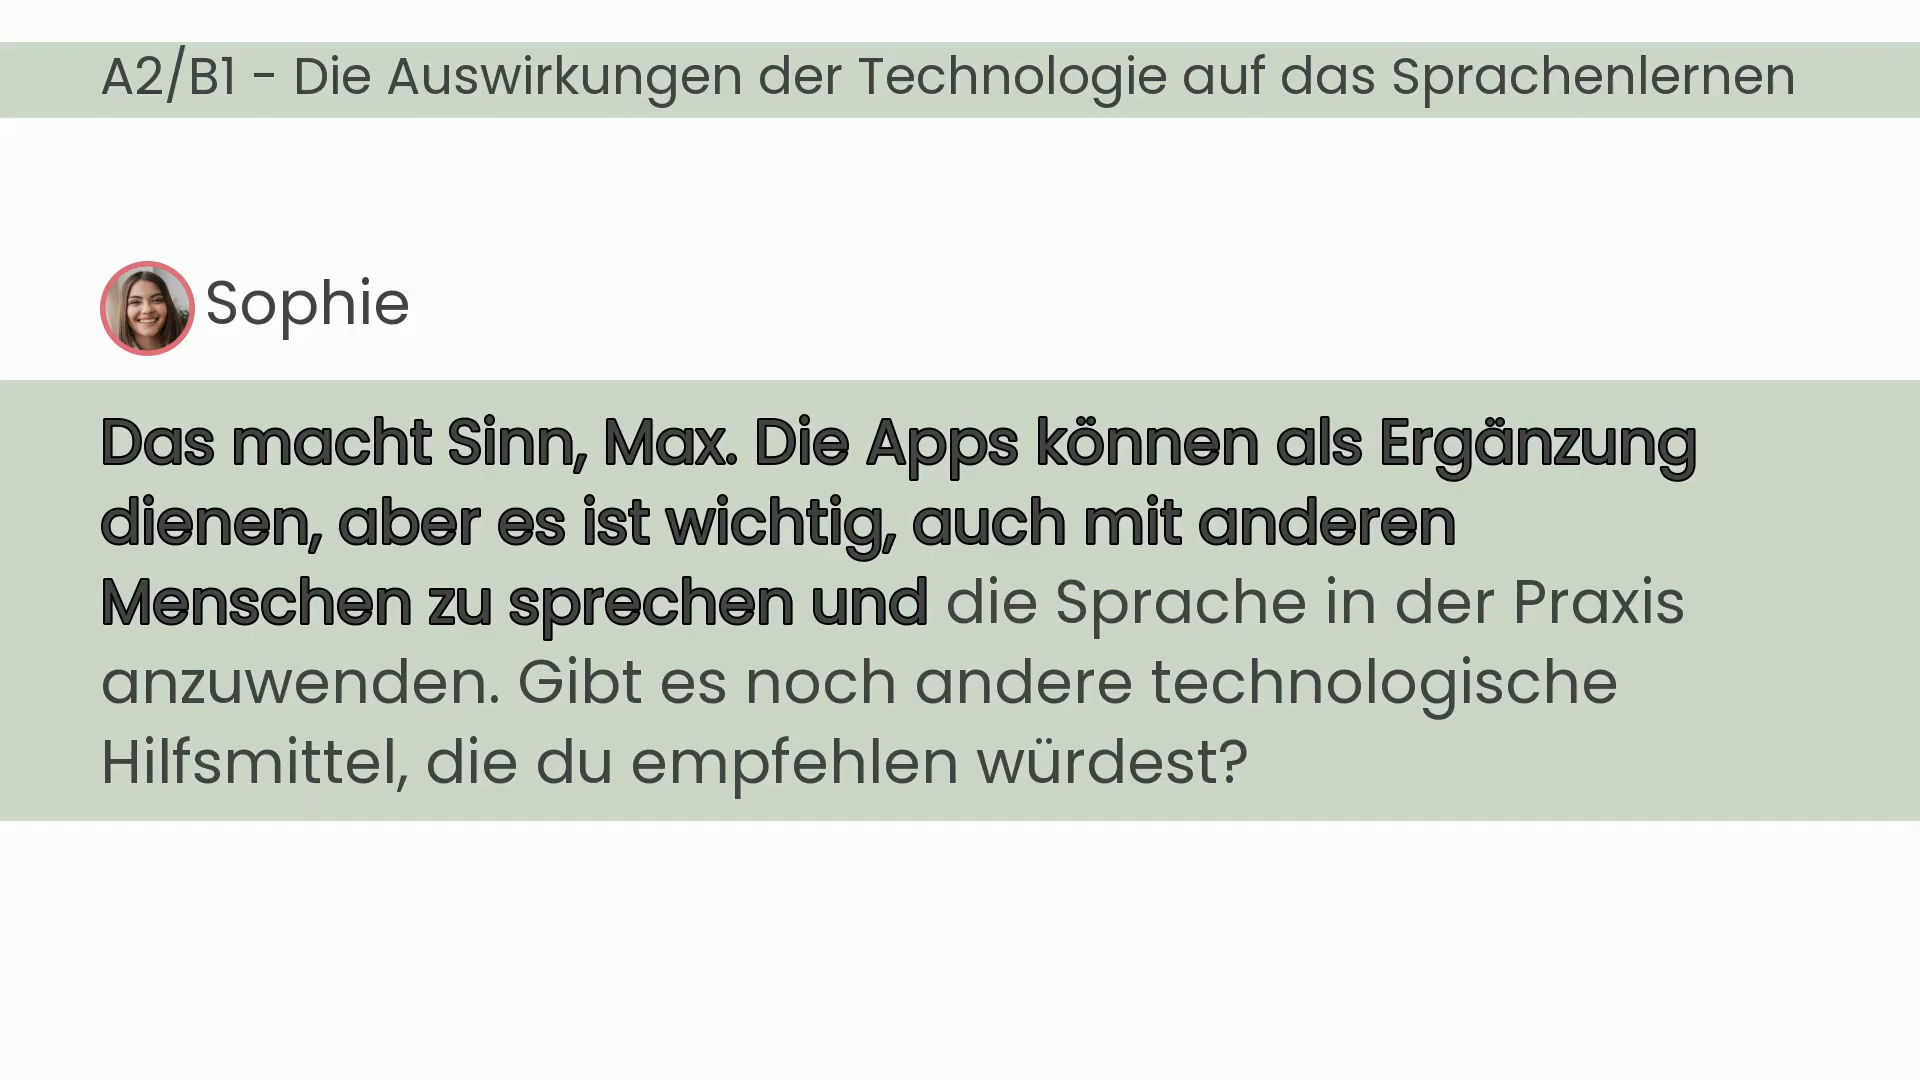 A2/B1 - Die Auswirkungen der Technologie auf das Sprachenlernen
Sophie
Das macht Sinn, Max. Die Apps können als Ergänzung
dienen, aber es ist wichtig, auch mit anderen
Menschen zu sprechen und die Sprache in der Praxis
anzuwenden. Gibt es noch andere technologische
Hilfsmittel, die du empfehlen würdest?